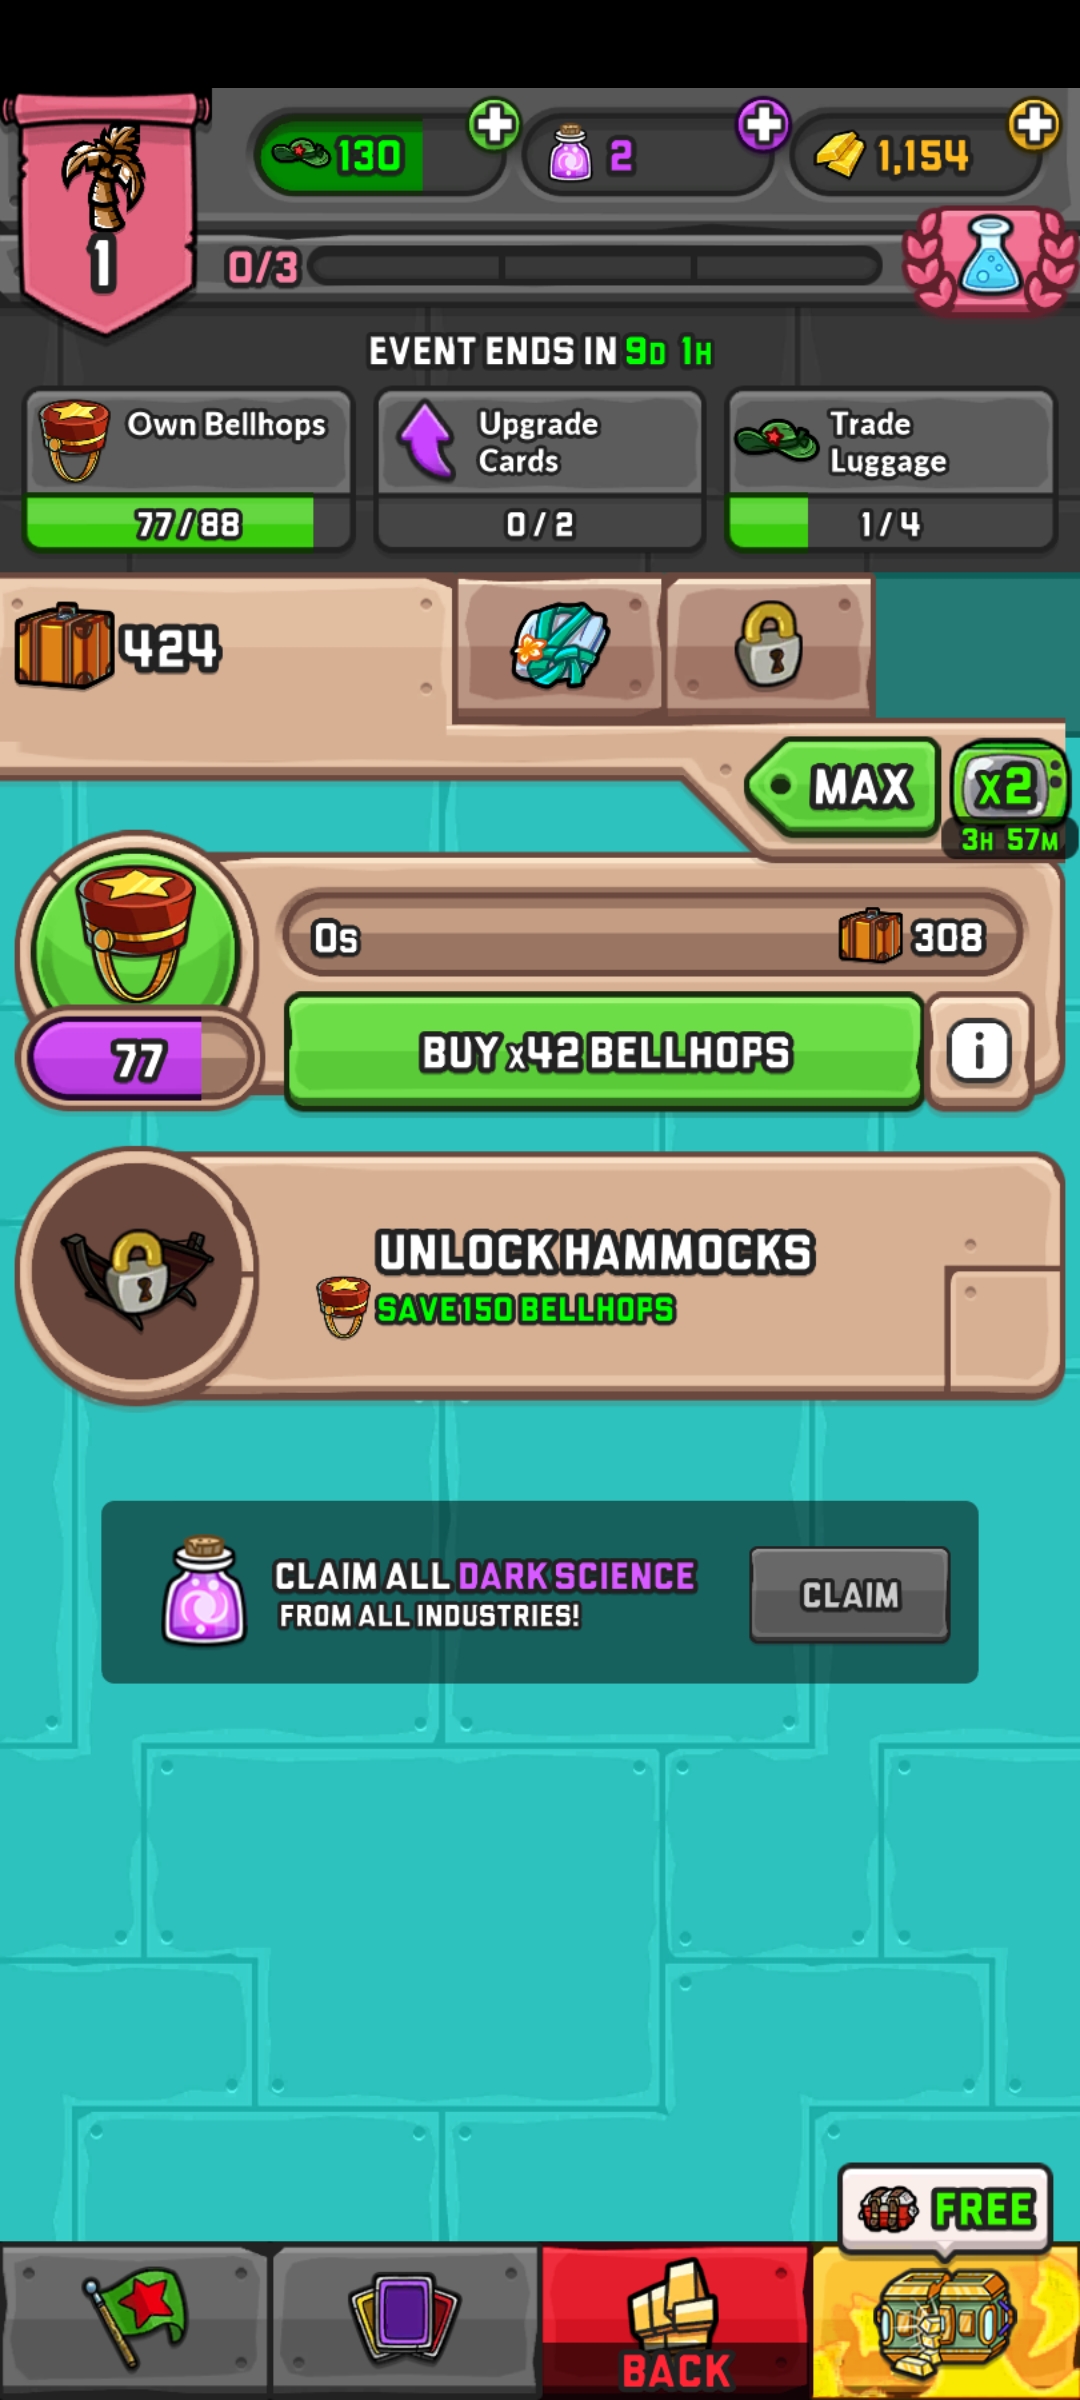 130
2
1,154
1
0/3
EVENT ENDS IN 9D 1H
Own Bellhops
77/88
Upgrade
Cards
0/2
Trade
Luggage
1/4
424
MAX
x2
3H 57M
0s
308
77
BUY x42 BELLHOPS
i
UNLOCK HAMMOCKS
SAVE 150 BELLHOPS
CLAIM ALL DARK SCIENCE
FROM ALL INDUSTRIES!
CLAIM
FREE
BACK